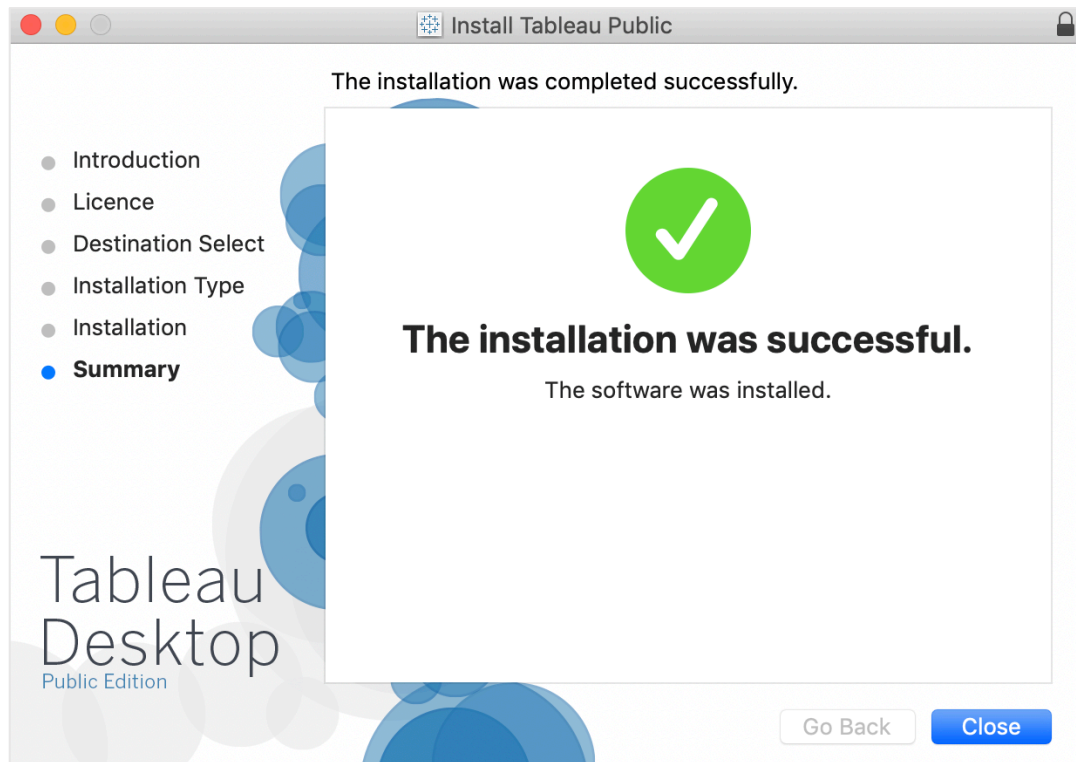 Install Tableau Public
The installation was completed successfully.
Introduction
Licence
Destination Select
Installation Type
Installation
Summary
The installation was successful.
The software was installed.
Tableau
Desktop
Public Edition
Go Back
Close